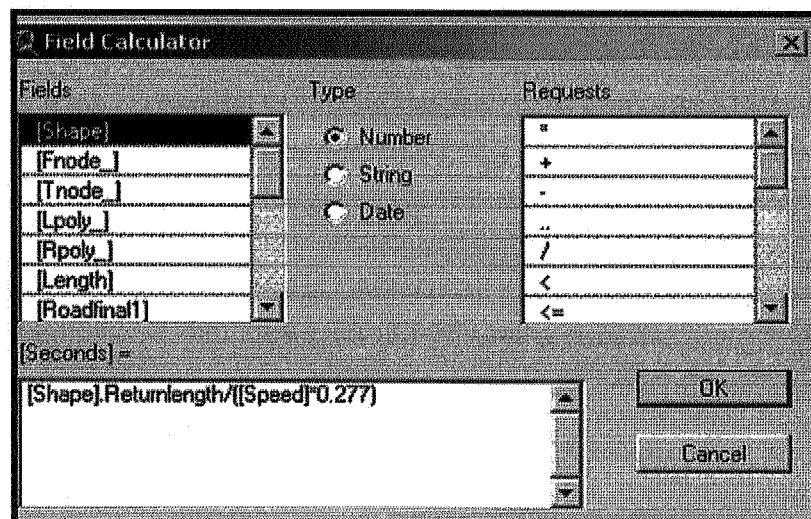 Field Calculator
Fields
Type
Requests
[Shape]
[Fnode_]
[Tnode_]
[Lpoly_]
[Rpoly_]
[Length]
[Roadfinal1]
Number
String
Date
*
+
-
..
/
<
<=
[Seconds] =
[Shape].Returnlength/([Speed]*0.277)
OK
Cancel